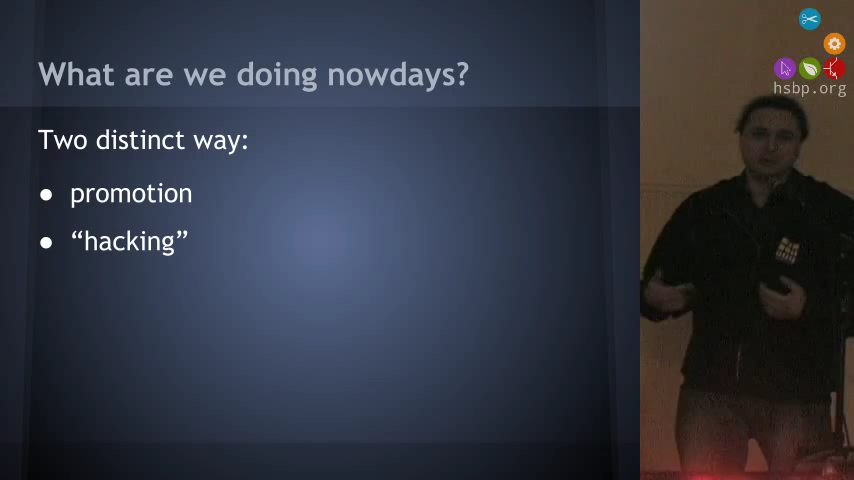 What are we doing nowdays?
Two distinct way:
● promotion
● “hacking”
hsbp.org